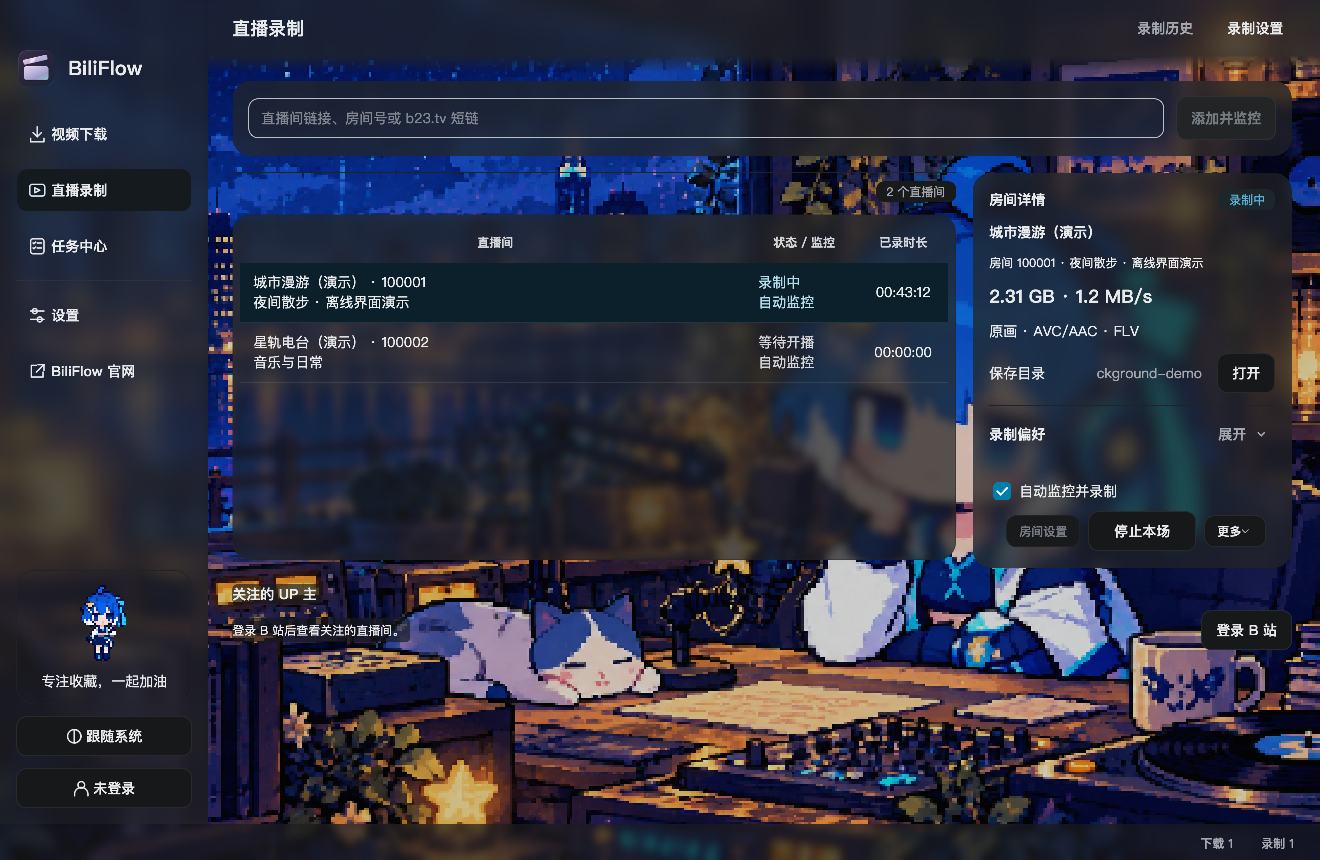 直播录制
录制历史
录制设置
BiliFlow
视频下载
直播录制
任务中心
设置
BiliFlow 官网
专注收藏，一起加油
跟随系统
未登录
直播间链接、房间号或 b23.tv 短链
添加并监控
2 个直播间
直播间 状态 / 监控 已录时长
城市漫游（演示） · 100001
夜间散步 · 离线界面演示
录制中
自动监控
00:43:12
星轨电台（演示） · 100002
音乐与日常
等待开播
自动监控
00:00:00
房间详情
录制中
城市漫游（演示）
房间 100001 · 夜间散步 · 离线界面演示
2.31 GB · 1.2 MB/s
原画 · AVC/AAC · FLV
保存目录 ckground-demo 打开
录制偏好 展开
自动监控并录制
房间设置 停止本场 更多
关注的 UP 主
登录 B 站后查看关注的直播间。
登录 B 站
下载 1 录制 1